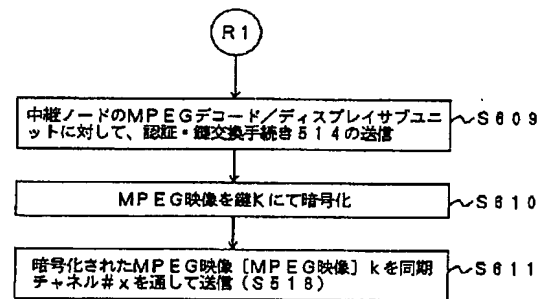 R1
中継ノードのMPEGデコード／ディスプレイサブユ
ニットに対して、認証・鍵交換手続き514の送信
S609
MPEG映像を鍵Kにて暗号化
S610
暗号化されたMPEG映像［MPEG映像］kを同期
チャネル#xを通して送信（S518）
S611